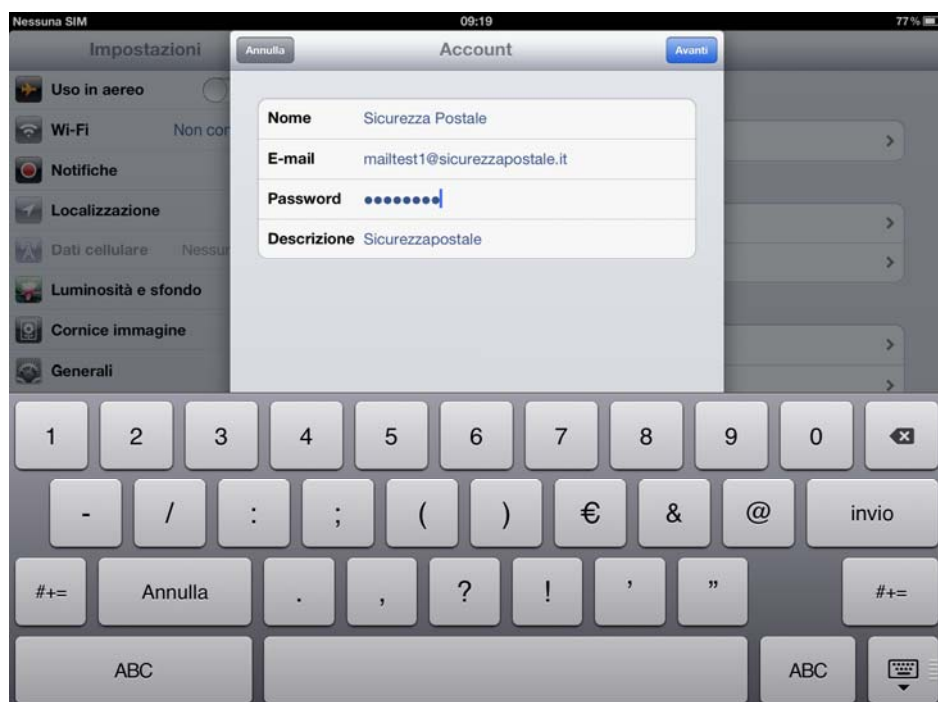 Nessuna SIM 09:19 77%
Impostazioni Annulla Account Avanti
Uso in aereo
Nome Sicurezza Postale
Wi-Fi Non con
E-mail mailtest1@sicurezzapostale.it
Notifiche
Password ••••••••
Localizzazione
Descrizione Sicurezzapostale
Dati cellulare Nessun
Luminosità e sfondo
Cornice immagine
Generali
1 2 3 4 5 6 7 8 9 0
- / : ; ( ) € & @ invio
#+= Annulla . , ? ! ' " #+=
ABC ABC